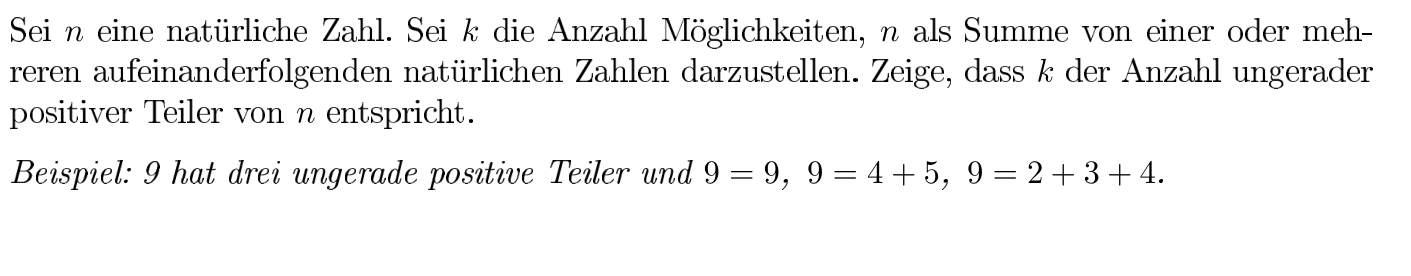 Sei n eine natürliche Zahl. Sei k die Anzahl Möglichkeiten, n als Summe von einer oder meh-
reren aufeinanderfolgenden natürlichen Zahlen darzustellen. Zeige, dass k der Anzahl ungerader
positiver Teiler von n entspricht.
Beispiel: 9 hat drei ungerade positive Teiler und 9 = 9, 9 = 4 + 5, 9 = 2 + 3 + 4.